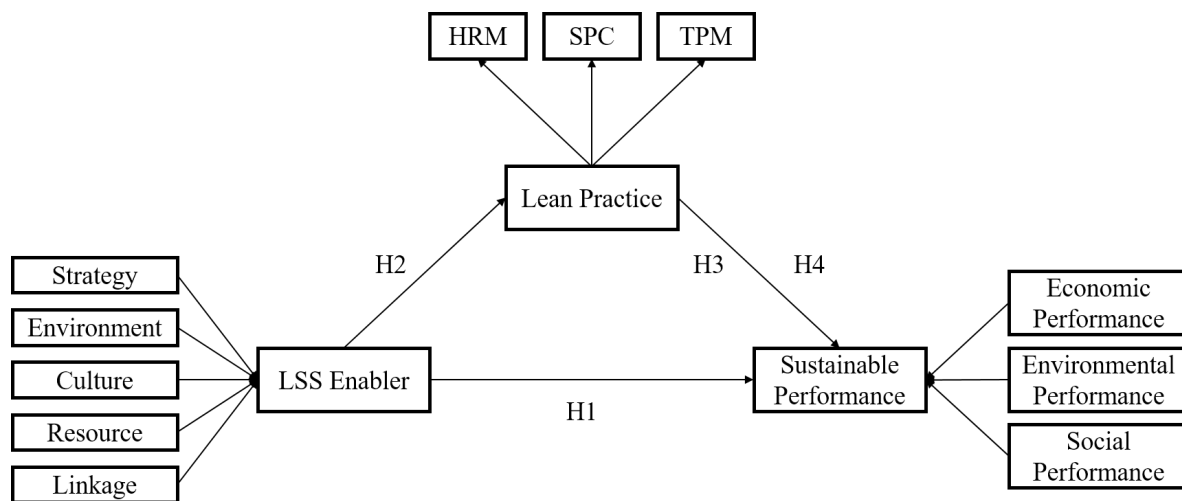 HRM
SPC
TPM
Lean Practice
H2
H3
H4
Strategy
Environment
Culture
Resource
Linkage
LSS Enabler
H1
Sustainable
Performance
Economic
Performance
Environmental
Performance
Social
Performance